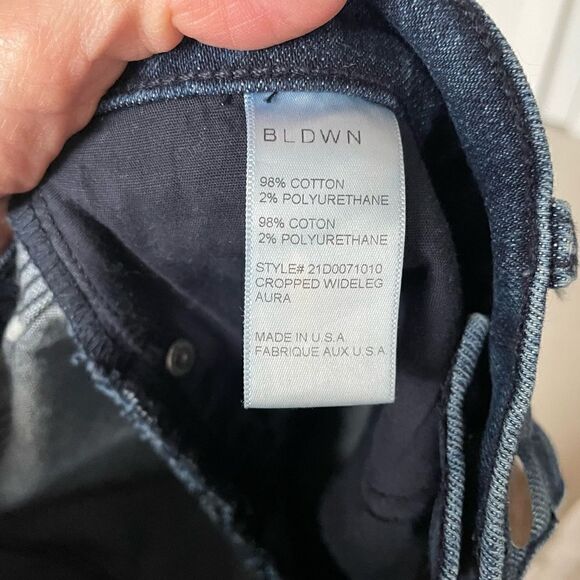 BLDWN
98% COTTON
2% POLYURETHANE
98% COTON
2% POLYURETHANE
STYLE# 21D0071010
CROPPED WIDELEG
AURA
MADE IN U.S.A
FABRIQUE AUX U.S.A